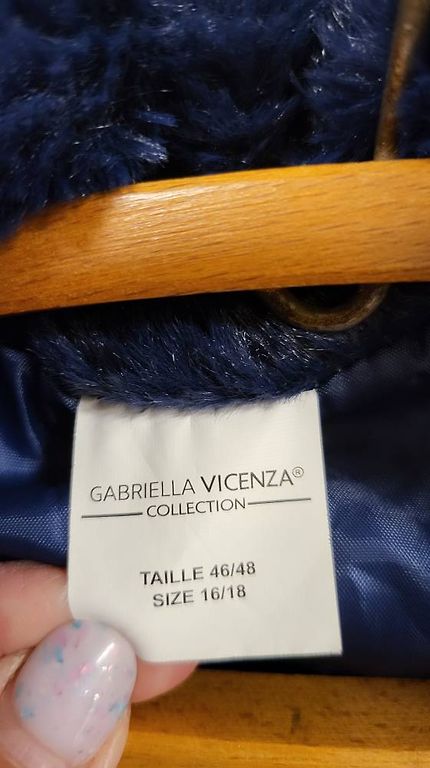 GABRIELLA VICENZA®
COLLECTION
TAILLE 46/48
SIZE 16/18